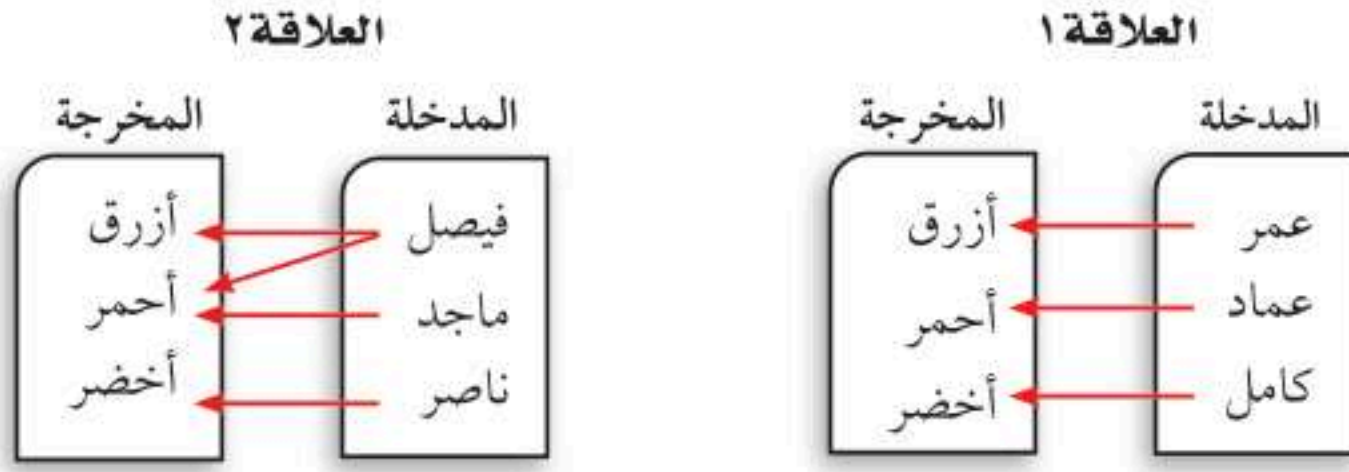 العلاقة ١
المدخلة المخرجة
عمر أزرق
عماد أحمر
كامل أخضر
العلاقة ٢
المدخلة المخرجة
فيصل أزرق
ماجد أحمر
ناصر أخضر